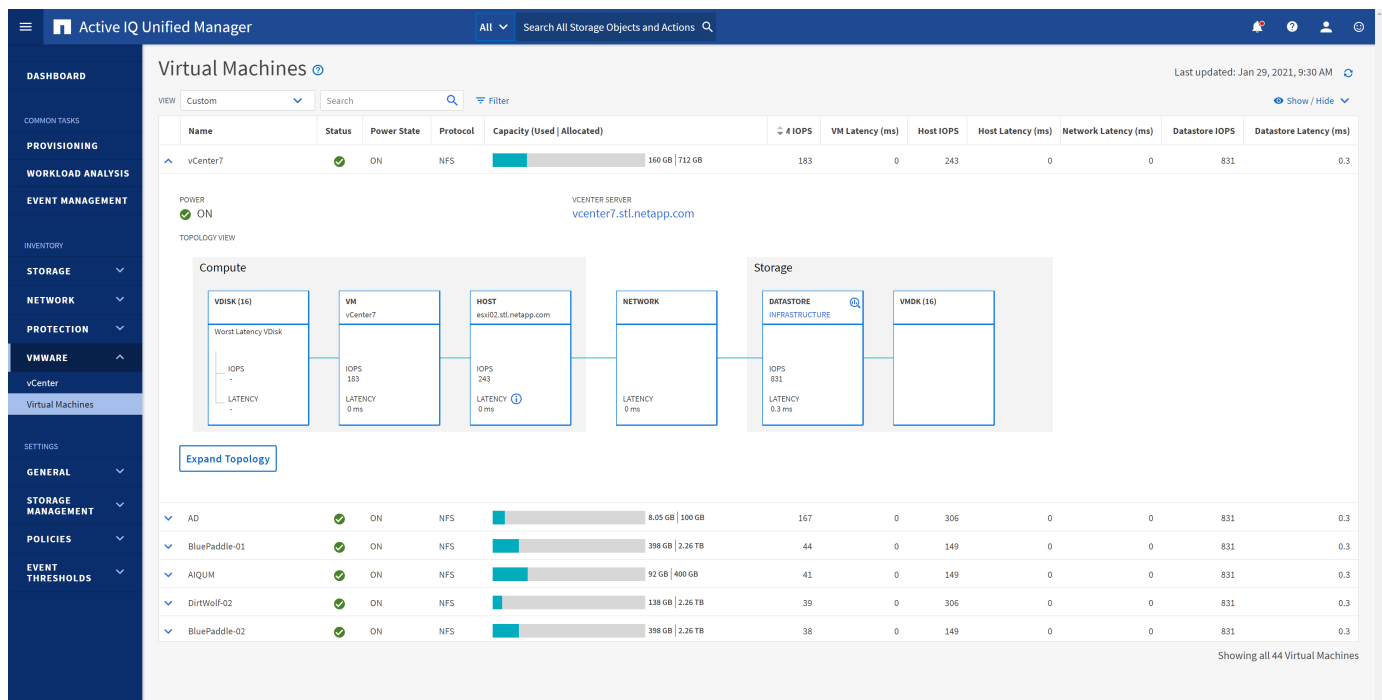 Active IQ Unified Manager
All
Search All Storage Objects and Actions
DASHBOARD
COMMON TASKS
PROVISIONING
WORKLOAD ANALYSIS
EVENT MANAGEMENT
INVENTORY
STORAGE
NETWORK
PROTECTION
VMWARE
vCenter
Virtual Machines
SETTINGS
GENERAL
STORAGE
MANAGEMENT
POLICIES
EVENT
THRESHOLDS
Virtual Machines
Last updated: Jan 29, 2021, 9:30 AM
VIEW Custom Search Filter Show / Hide
Name Status Power State Protocol Capacity (Used | Allocated) IOPS VM Latency (ms) Host IOPS Host Latency (ms) Network Latency (ms) Datastore IOPS Datastore Latency (ms)
vCenter7 ON NFS 160 GB | 712 GB 183 0 243 0 0 831 0.3
POWER
ON
VCENTER SERVER
vcenter7.stl.netapp.com
TOPOLOGY VIEW
Compute
VDISK (16)
Worst Latency VDisk
IOPS
-
LATENCY
-
VM
vCenter7
IOPS
183
LATENCY
0 ms
HOST
esxi02.stl.netapp.com
IOPS
243
LATENCY
0 ms
NETWORK
LATENCY
0 ms
Storage
DATASTORE
INFRASTRUCTURE
IOPS
831
LATENCY
0.3 ms
VMDK (16)
Expand Topology
AD ON NFS 8.05 GB | 100 GB 167 0 306 0 0 831 0.3
BluePaddle-01 ON NFS 398 GB | 2.26 TB 44 0 149 0 0 831 0.3
AIQUM ON NFS 92 GB | 400 GB 41 0 149 0 0 831 0.3
DirtWolf-02 ON NFS 138 GB | 2.26 TB 39 0 306 0 0 831 0.3
BluePaddle-02 ON NFS 398 GB | 2.26 TB 38 0 149 0 0 831 0.3
Showing all 44 Virtual Machines